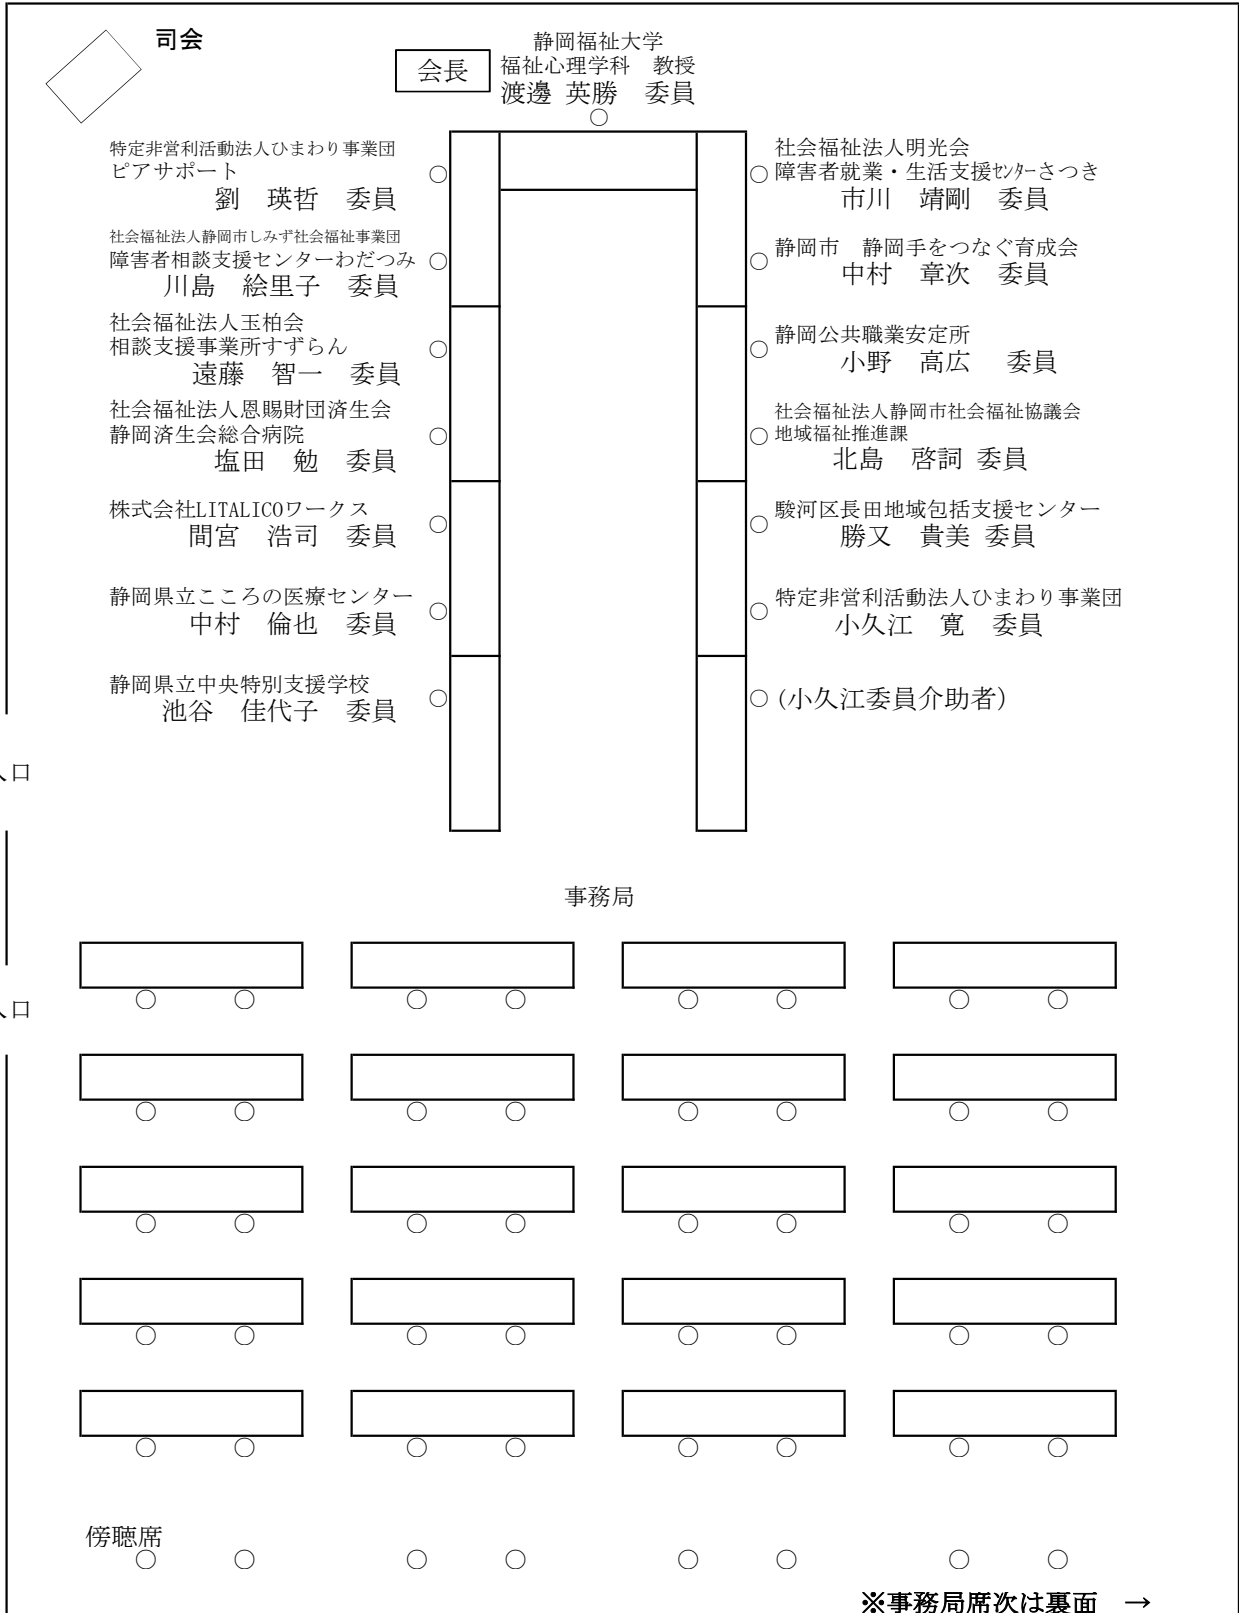 司会
会長
静岡福祉大学
福祉心理学科　教授
渡邊 英勝　委員
特定非営利活動法人ひまわり事業団
ピアサポート
劉　瑛哲　委員
社会福祉法人静岡市しみず社会福祉事業団
障害者相談支援センターわだつみ
川島　絵里子　委員
社会福祉法人玉柏会
相談支援事業所すずらん
遠藤　智一　委員
社会福祉法人恩賜財団済生会
静岡済生会総合病院
塩田　勉　委員
株式会社LITALICOワークス
間宮　浩司　委員
静岡県立こころの医療センター
中村　倫也　委員
静岡県立中央特別支援学校
池谷　佳代子　委員
社会福祉法人明光会
障害者就業・生活支援ｾﾝﾀｰさつき
市川　靖剛　委員
静岡市　静岡手をつなぐ育成会
中村　章次　委員
静岡公共職業安定所
小野　高広　委員
社会福祉法人静岡市社会福祉協議会
地域福祉推進課
北島　啓詞 委員
駿河区長田地域包括支援センター
勝又　貴美 委員
特定非営利活動法人ひまわり事業団
小久江　寛　委員
(小久江委員介助者)
入口
事務局
入口
傍聴席
※事務局席次は裏面　→